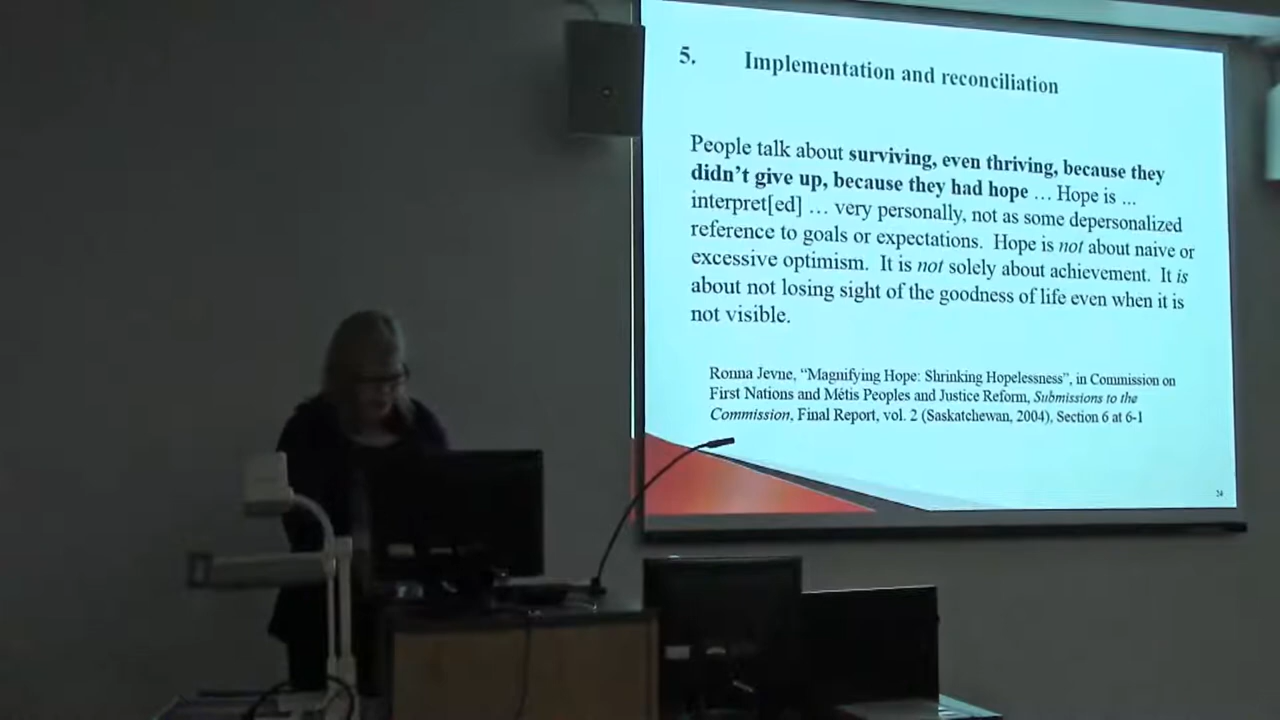 5. Implementation and reconciliation
People talk about surviving, even thriving, because they
didn't give up, because they had hope … Hope is ...
interpret[ed] … very personally, not as some depersonalized
reference to goals or expectations. Hope is not about naive or
excessive optimism. It is not solely about achievement. It is
about not losing sight of the goodness of life even when it is
not visible.
Ronna Jevne, “Magnifying Hope: Shrinking Hopelessness”, in Commission on
First Nations and Métis Peoples and Justice Reform, Submissions to the
Commission, Final Report, vol. 2 (Saskatchewan, 2004), Section 6 at 6-1
24